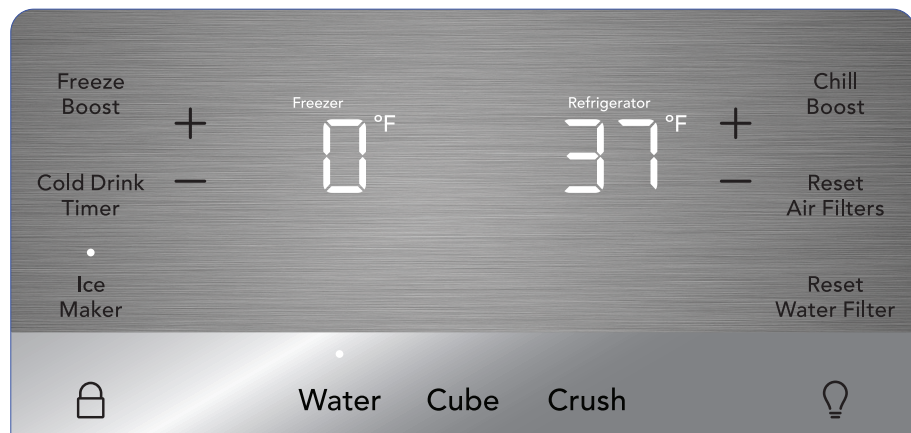 Freeze
Boost
+
−
Cold Drink
Timer
Ice
Maker
Freezer
0 °F
Refrigerator
37 °F
+
−
Chill
Boost
Reset
Air Filters
Reset
Water Filter
Water
Cube
Crush